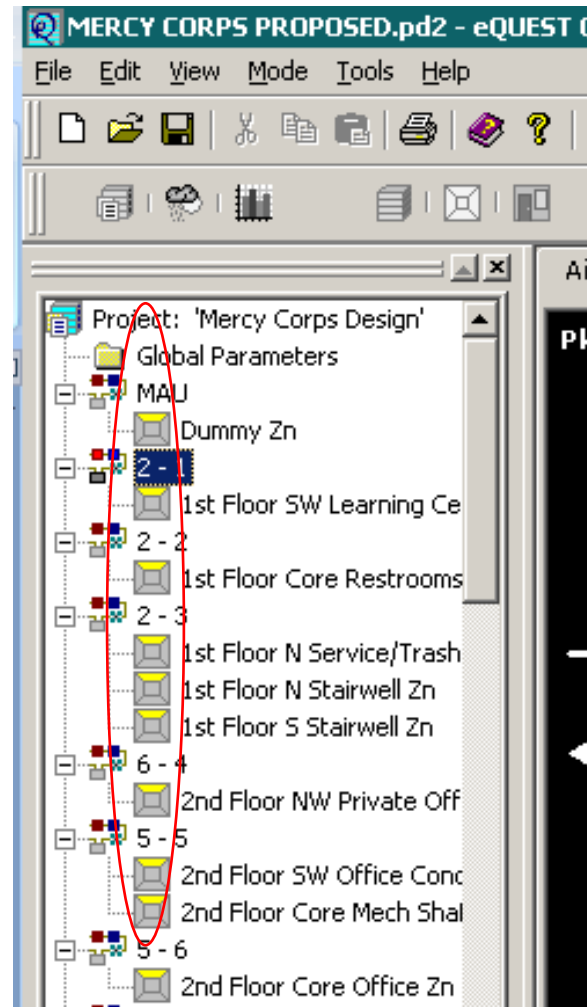 MERCY CORPS PROPOSED.pd2 - eQUEST
File Edit View Mode Tools Help
Project: 'Mercy Corps Design'
Global Parameters
MAU
Dummy Zn
2 - 1
1st Floor SW Learning Ce
2 - 2
1st Floor Core Restrooms
2 - 3
1st Floor N Service/Trash
1st Floor N Stairwell Zn
1st Floor S Stairwell Zn
6 - 4
2nd Floor NW Private Off
5 - 5
2nd Floor SW Office Conc
2nd Floor Core Mech Shaf
5 - 6
2nd Floor Core Office Zn